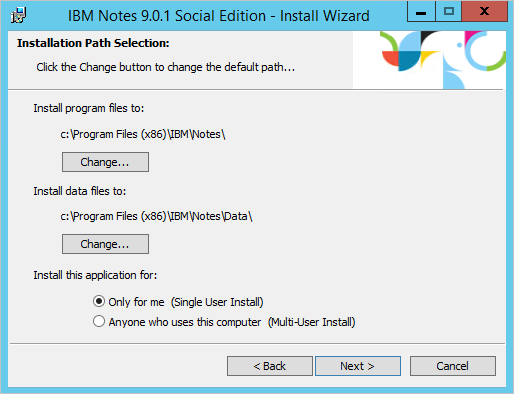 IBM Notes 9.0.1 Social Edition - Install Wizard
Installation Path Selection:
Click the Change button to change the default path...
Install program files to:
c:\Program Files (x86)\IBM\Notes\
Change...
Install data files to:
c:\Program Files (x86)\IBM\Notes\Data\
Change...
Install this application for:
Only for me (Single User Install)
Anyone who uses this computer (Multi-User Install)
< Back Next > Cancel